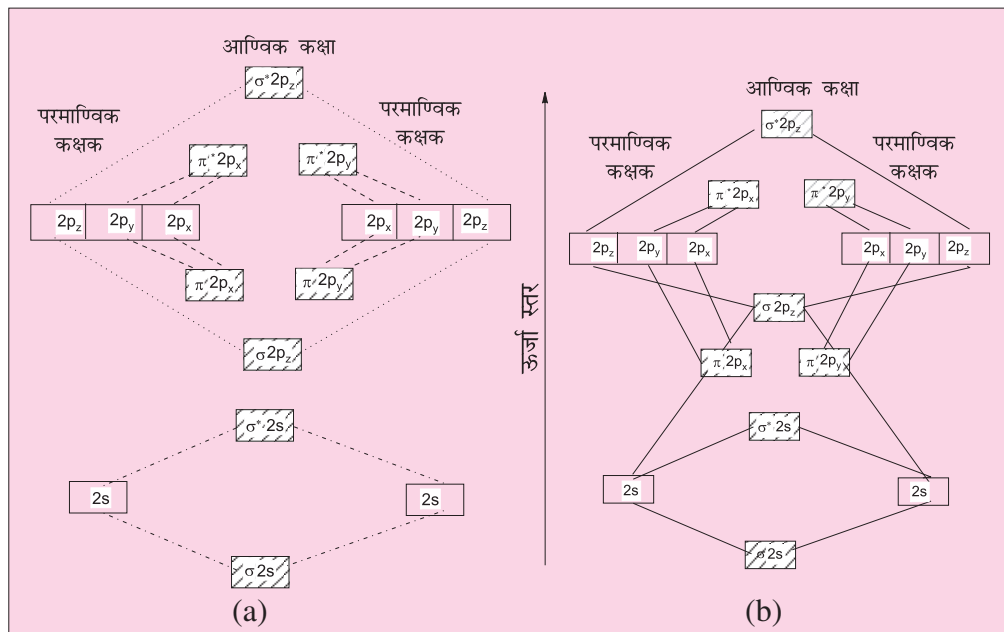 आण्विक कक्षा
σ*2pz
परमाण्विक
कक्षक
परमाण्विक
कक्षक
π*2px
π*2py
2pz 2py 2px
2px 2py 2pz
π2px
π2py
σ2pz
σ*2s
2s
2s
σ2s
(a)
ऊर्जा स्तर
आण्विक कक्षा
σ*2pz
परमाण्विक
कक्षक
परमाण्विक
कक्षक
π*2px
π*2py
2pz 2py 2px
2px 2py 2pz
σ2pz
π2px
π2py
σ*2s
2s
2s
σ2s
(b)